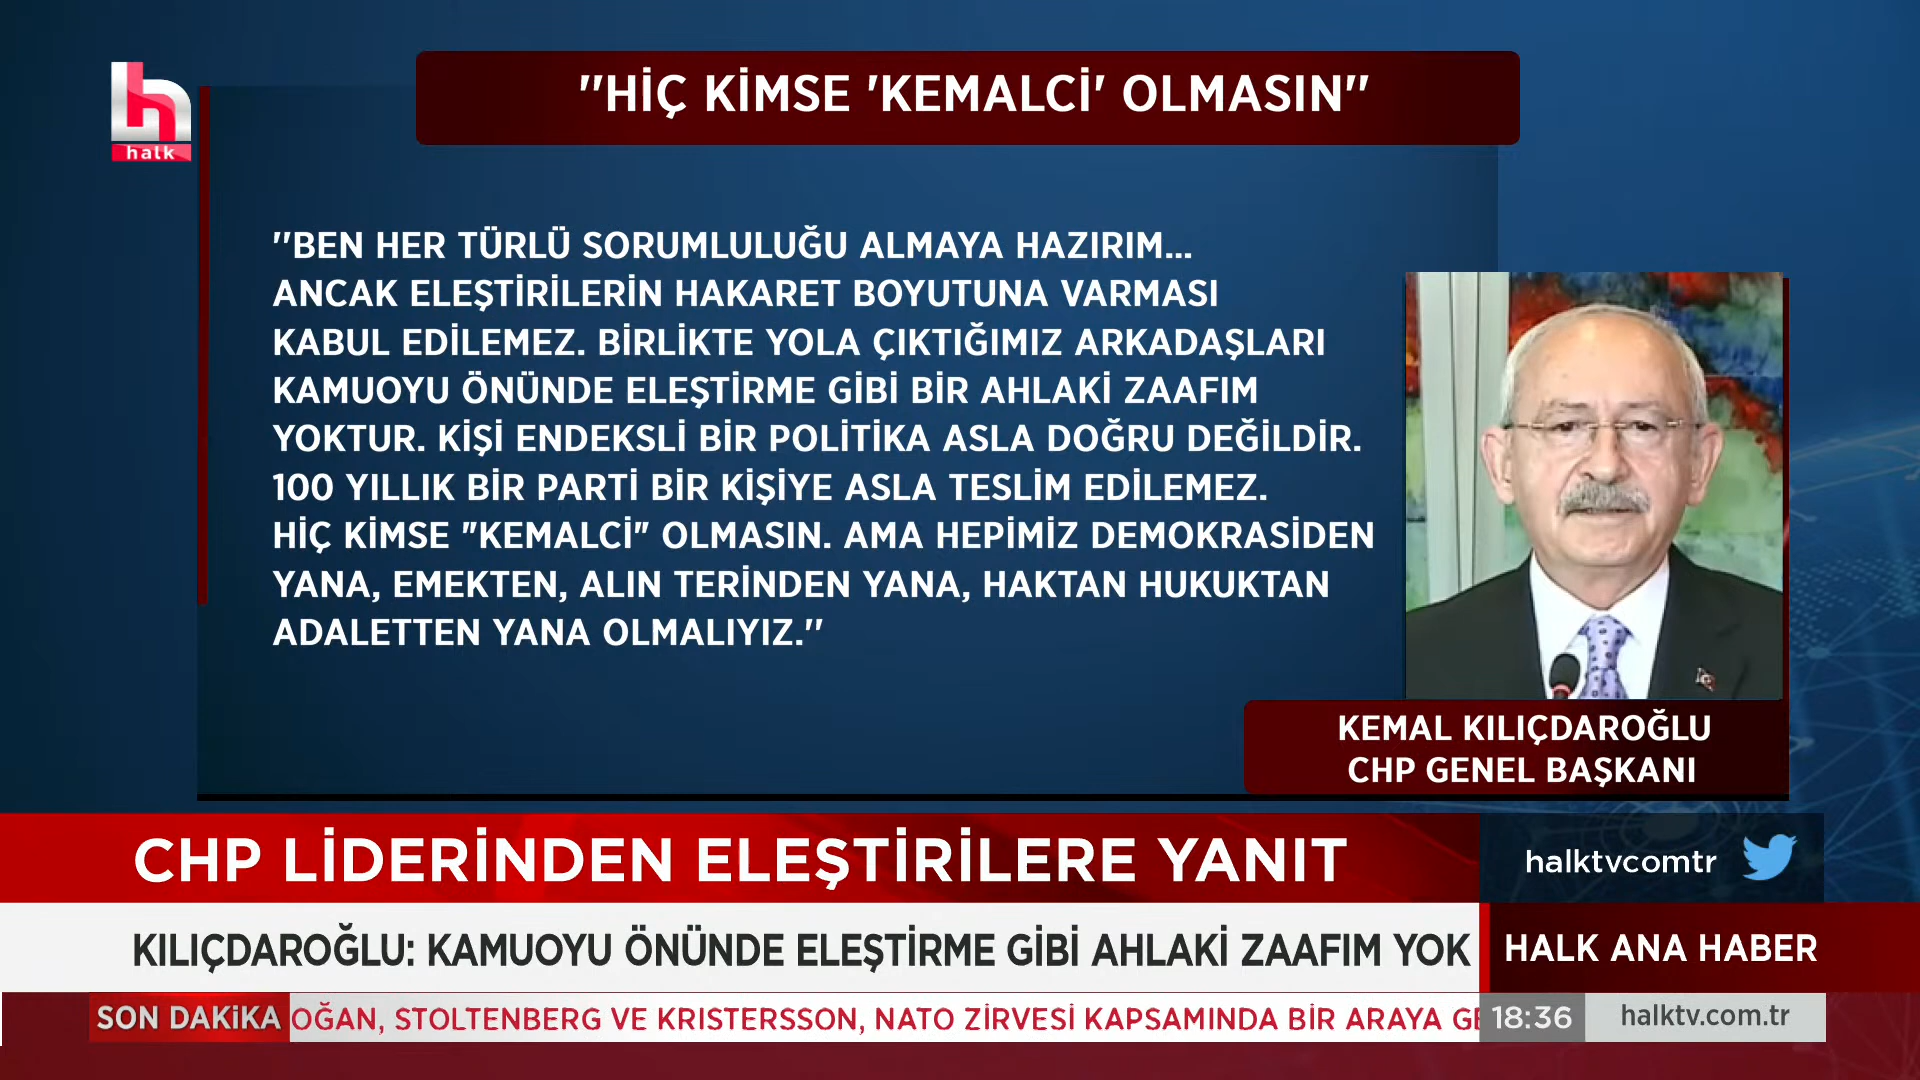 ''HİÇ KİMSE 'KEMALCİ' OLMASIN''
halk
''BEN HER TÜRLÜ SORUMLULUĞU ALMAYA HAZIRIM...
ANCAK ELEŞTİRİLERİN HAKARET BOYUTUNA VARMASI
KABUL EDİLEMEZ. BİRLİKTE YOLA ÇIKTIĞIMIZ ARKADAŞLARI
KAMUOYU ÖNÜNDE ELEŞTİRME GİBİ BİR AHLAKİ ZAAFIM
YOKTUR. KİŞİ ENDEKSLİ BİR POLİTİKA ASLA DOĞRU DEĞİLDİR.
100 YILLIK BİR PARTİ BİR KİŞİYE ASLA TESLİM EDİLEMEZ.
HİÇ KİMSE "KEMALCİ" OLMASIN. AMA HEPİMİZ DEMOKRASİDEN
YANA, EMEKTEN, ALIN TERİNDEN YANA, HAKTAN HUKUKTAN
ADALETTEN YANA OLMALIYIZ.''
KEMAL KILIÇDAROĞLU
CHP GENEL BAŞKANI
CHP LİDERİNDEN ELEŞTİRİLERE YANIT
halktvcomtr
KILIÇDAROĞLU: KAMUOYU ÖNÜNDE ELEŞTİRME GİBİ AHLAKİ ZAAFIM YOK
HALK ANA HABER
SON DAKİKA
OĞAN, STOLTENBERG VE KRISTERSSON, NATO ZİRVESİ KAPSAMINDA BİR ARAYA GE
18:36
halktv.com.tr